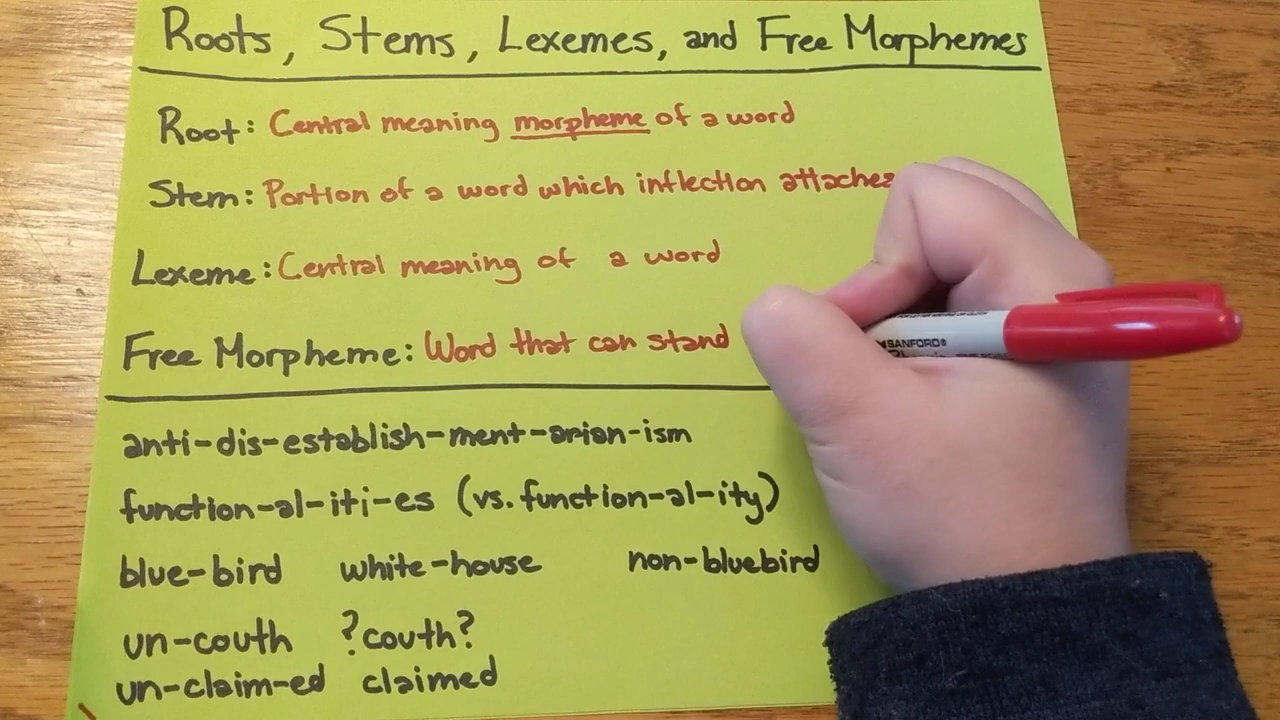 Roots, Stems, Lexemes, and Free Morphemes
Root: Central meaning morpheme of a word
Stem: Portion of a word which inflection attaches
Lexeme: Central meaning of a word
Free Morpheme: Word that can stand
SANFORD®
anti-dis-establish-ment-arian-ism
function-al-iti-es (vs. function-al-ity)
blue-bird white-house non-bluebird
un-couth ?couth?
un-claim-ed claimed